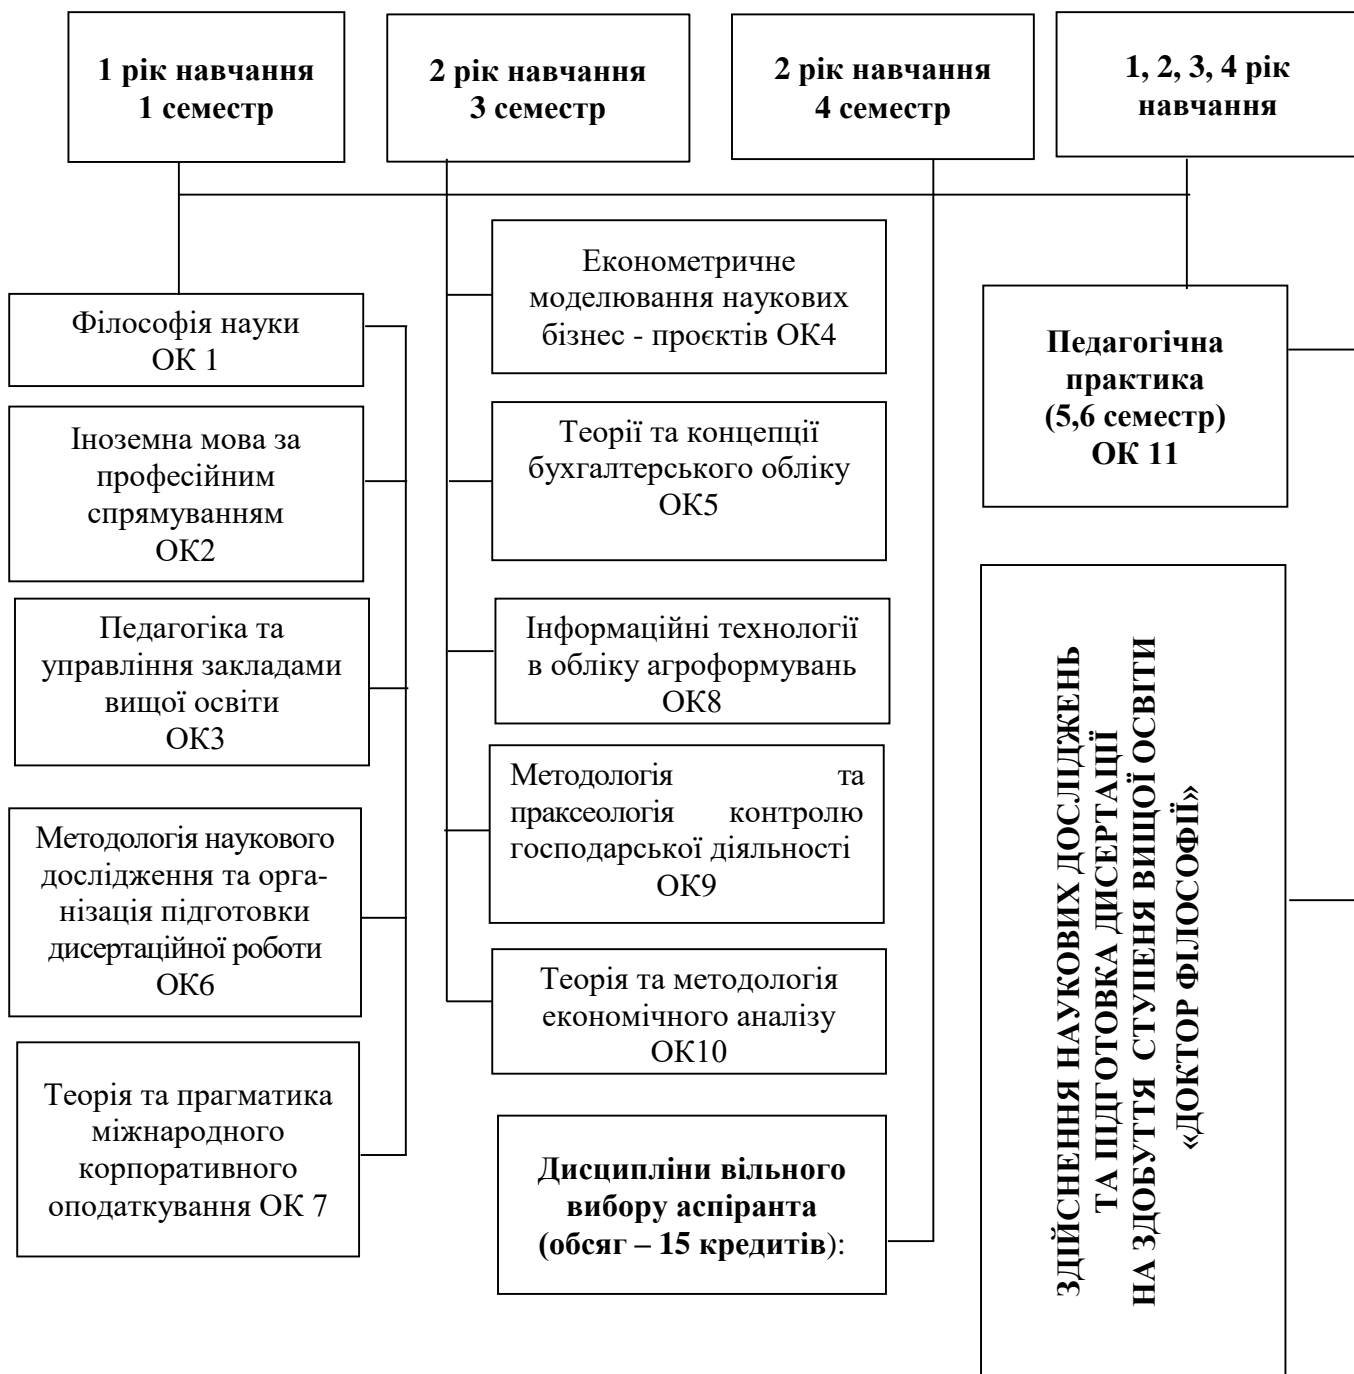 1 рік навчання
1 семестр
2 рік навчання
3 семестр
2 рік навчання
4 семестр
1, 2, 3, 4 рік
навчання
Філософія науки
ОК 1
Іноземна мова за
професійним
спрямуванням
ОК2
Педагогіка та
управління закладами
вищої освіти
ОК3
Методологія наукового
дослідження та орга-
нізація підготовки
дисертаційної роботи
ОК6
Теорія та прагматика
міжнародного
корпоративного
оподаткування ОК 7
Економетричне
моделювання наукових
бізнес - проєктів ОК4
Теорії та концепції
бухгалтерського обліку
ОК5
Інформаційні технології
в обліку агроформувань
ОК8
Методологія та
праксеологія контролю
господарської діяльності
ОК9
Теорія та методологія
економічного аналізу
ОК10
Дисципліни вільного
вибору аспіранта
(обсяг – 15 кредитів):
Педагогічна
практика
(5,6 семестр)
ОК 11
ЗДІЙСНЕННЯ НАУКОВИХ ДОСЛІДЖЕНЬ
ТА ПІДГОТОВКА ДИСЕРТАЦІЇ
НА ЗДОБУТТЯ СТУПЕНЯ ВИЩОЇ ОСВІТИ
«ДОКТОР ФІЛОСОФІЇ»